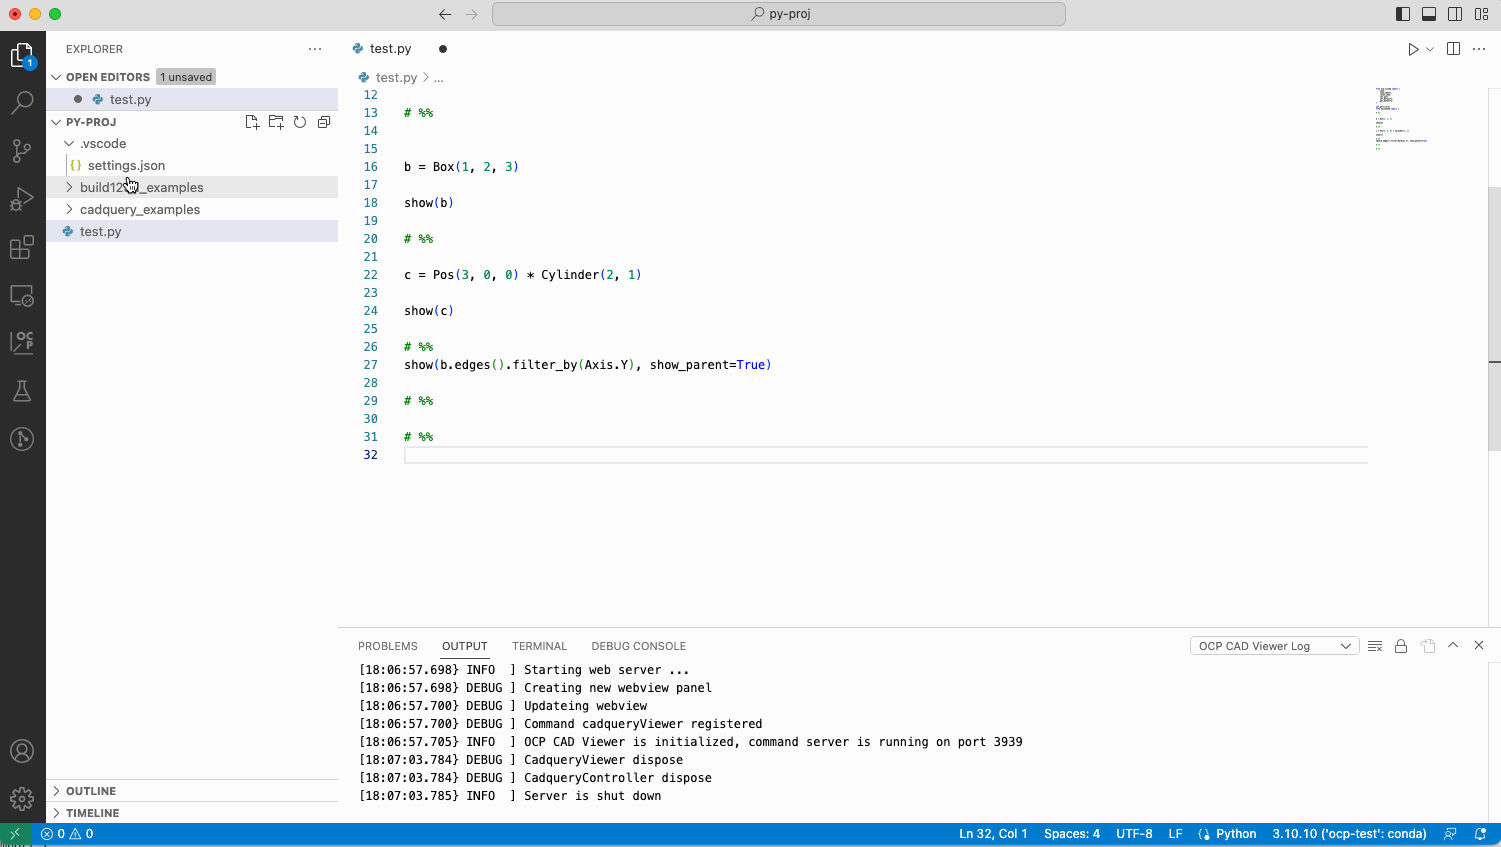 py-proj
EXPLORER
OPEN EDITORS 1 unsaved
test.py
PY-PROJ
.vscode
{} settings.json
_examples
cadquery_examples
test.py
OUTLINE
TIMELINE
1
OC
P
test.py
test.py > ...
12
13 # %%
14
15
16 b = Box(1, 2, 3)
17
18 show(b)
19
20 # %%
21
22 c = Pos(3, 0, 0) * Cylinder(2, 1)
23
24 show(c)
25
26 # %%
27 show(b.edges().filter_by(Axis.Y), show_parent=True)
28
29 # %%
30
31 # %%
32
PROBLEMS OUTPUT TERMINAL DEBUG CONSOLE OCP CAD Viewer Log
[18:06:57.698} INFO ] Starting web server ...
[18:06:57.698} DEBUG ] Creating new webview panel
[18:06:57.700} DEBUG ] Updateing webview
[18:06:57.700} DEBUG ] Command cadqueryViewer registered
[18:06:57.705} INFO ] OCP CAD Viewer is initialized, command server is running on port 3939
[18:07:03.784} DEBUG ] CadqueryViewer dispose
[18:07:03.784} DEBUG ] CadqueryController dispose
[18:07:03.785} INFO ] Server is shut down
0 0 Ln 32, Col 1 Spaces: 4 UTF-8 LF Python 3.10.10 ('ocp-test': conda)